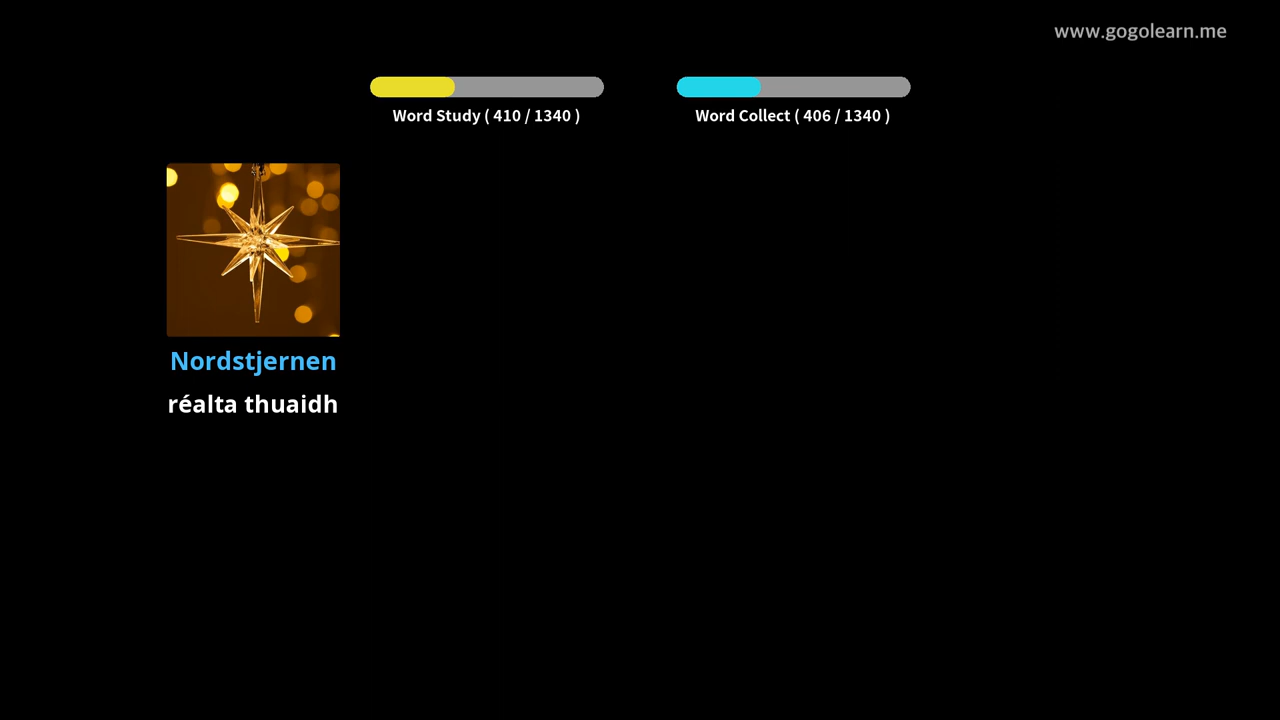 www.gogolearn.me
Word Study ( 410 / 1340 )
Word Collect ( 406 / 1340 )
Nordstjernen
réalta thuaidh